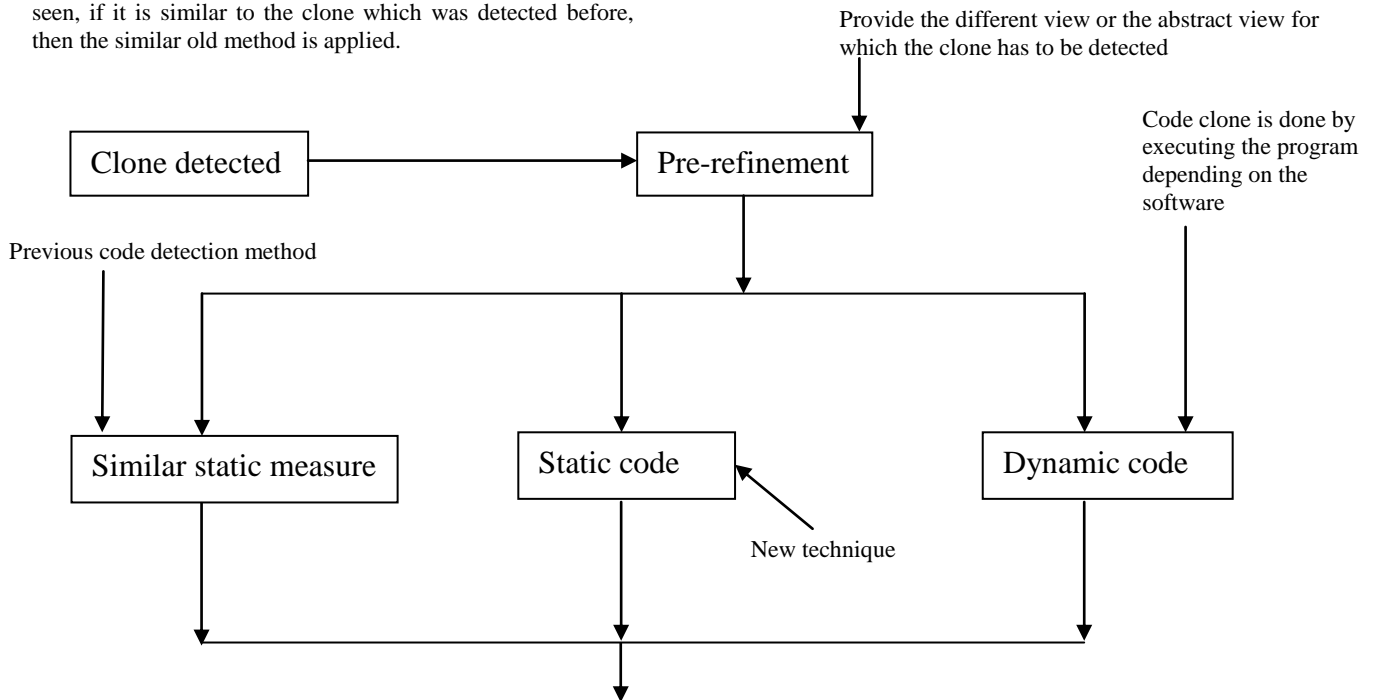 seen, if it is similar to the clone which was detected before,
then the similar old method is applied.
Provide the different view or the abstract view for
which the clone has to be detected
Code clone is done by
executing the program
depending on the
software
Clone detected
Pre-refinement
Previous code detection method
Similar static measure
Static code
Dynamic code
New technique